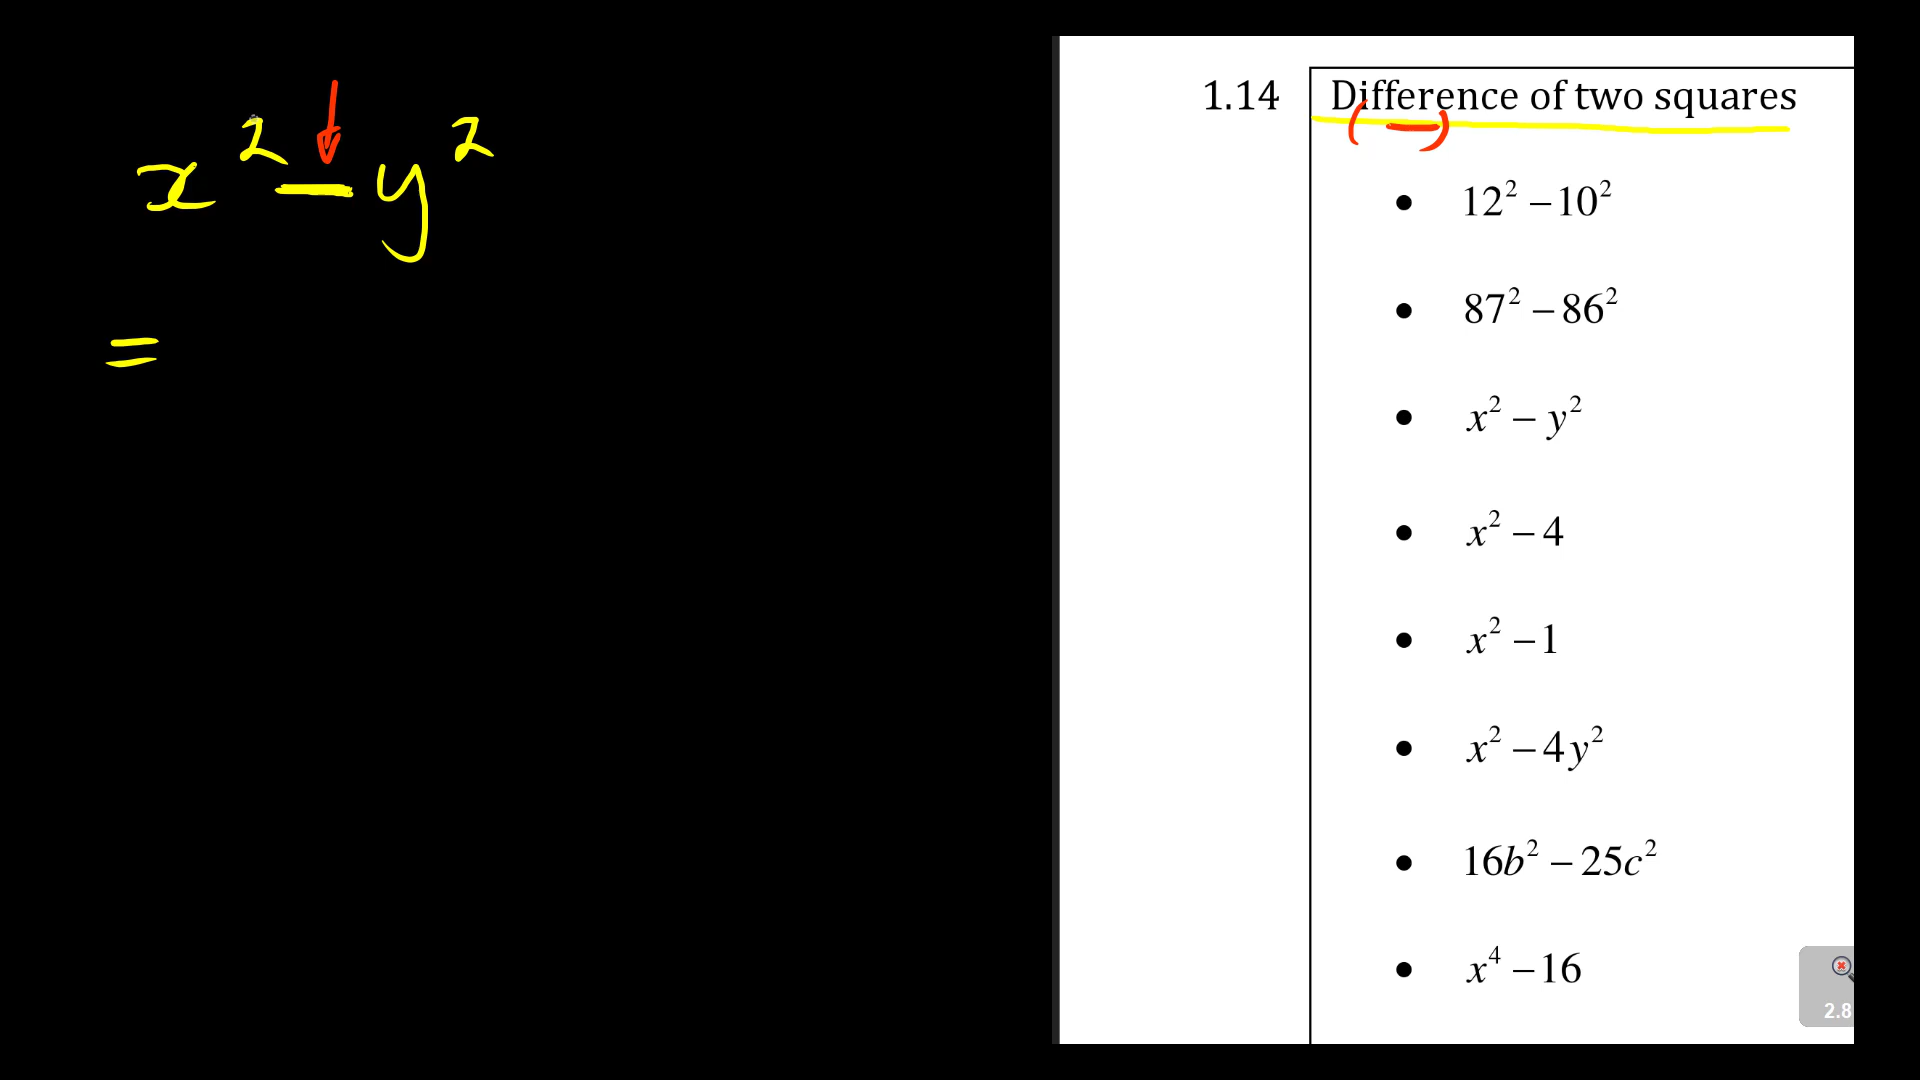 x² − y²
=
1.14 Difference of two squares
( − )
• 12² − 10²
• 87² − 86²
• x² − y²
• x² − 4
• x² − 1
• x² − 4y²
• 16b² − 25c²
• x⁴ − 16
2.8